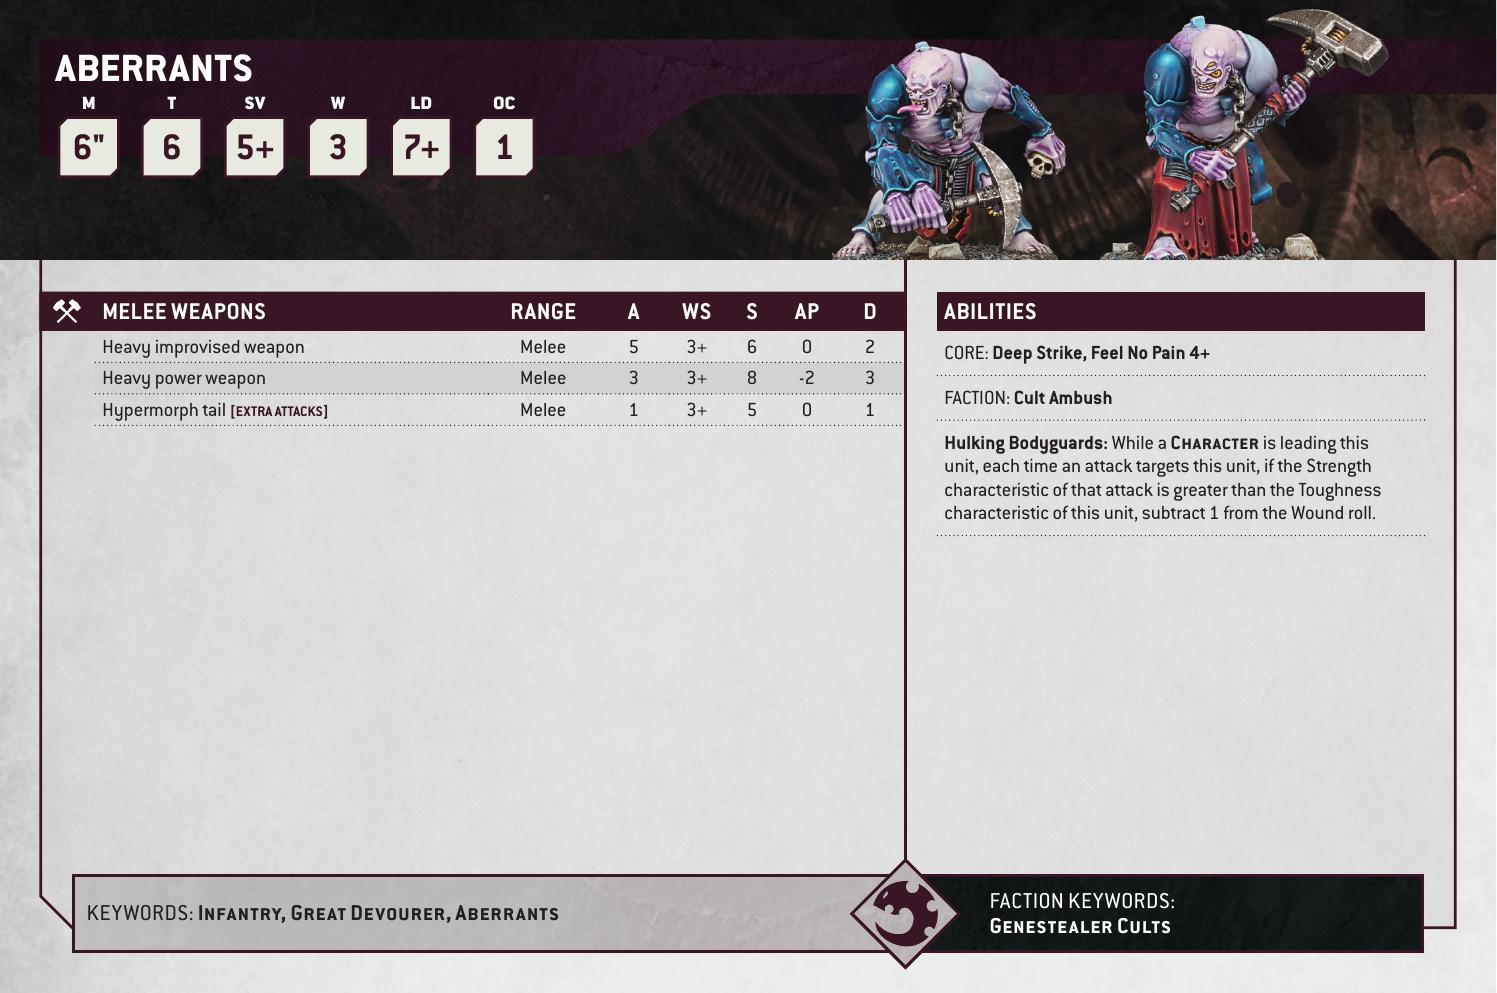 ABERRANTS
M T SV W LD OC
6" 6 5+ 3 7+ 1
MELEE WEAPONS RANGE A WS S AP D
Heavy improvised weapon Melee 5 3+ 6 0 2
Heavy power weapon Melee 3 3+ 8 -2 3
Hypermorph tail [EXTRA ATTACKS] Melee 1 3+ 5 0 1
ABILITIES
CORE: Deep Strike, Feel No Pain 4+
FACTION: Cult Ambush
Hulking Bodyguards: While a CHARACTER is leading this
unit, each time an attack targets this unit, if the Strength
characteristic of that attack is greater than the Toughness
characteristic of this unit, subtract 1 from the Wound roll.
KEYWORDS: INFANTRY, GREAT DEVOURER, ABERRANTS
FACTION KEYWORDS:
GENESTEALER CULTS